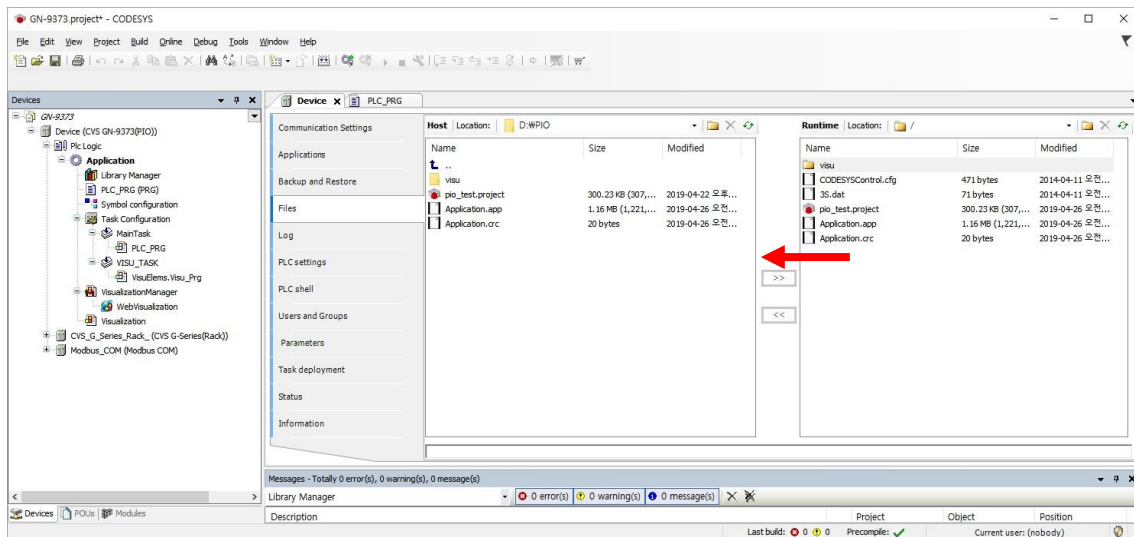 GN-9373.project* - CODESYS
File Edit View Project Build Online Debug Tools Window Help
Devices
GN-9373
Device (CVS GN-9373(PIO))
Plc Logic
Application
Library Manager
PLC_PRG (PRG)
Symbol configuration
Task Configuration
MainTask
PLC_PRG
VISU_TASK
VisuElems.Visu_Prg
VisualizationManager
WebVisualization
Visualization
CVS_G_Series_Rack_ (CVS G-Series(Rack))
Modbus_COM (Modbus COM)
Devices POUs Modules
Device X PLC_PRG
Communication Settings
Applications
Backup and Restore
Files
Log
PLC settings
PLC shell
Users and Groups
Parameters
Task deployment
Status
Information
Host Location: D:₩PIO
Name Size Modified
..
visu
pio_test.project 300.23 KB (307,... 2019-04-22 오후...
Application.app 1.16 MB (1,221,... 2019-04-26 오전...
Application.crc 20 bytes 2019-04-26 오전...
>>
<<
Runtime Location: /
Name Size Modified
visu
CODESYSControl.cfg 471 bytes 2014-04-11 오전...
3S.dat 71 bytes 2014-04-11 오전...
pio_test.project 300.23 KB (307,... 2019-04-26 오전...
Application.app 1.16 MB (1,221,... 2019-04-26 오전...
Application.crc 20 bytes 2019-04-26 오전...
Messages - Totally 0 error(s), 0 warning(s), 0 message(s)
Library Manager 0 error(s) 0 warning(s) 0 message(s)
Description Project Object Position
Last build: 0 0 Precompile: Current user: (nobody)